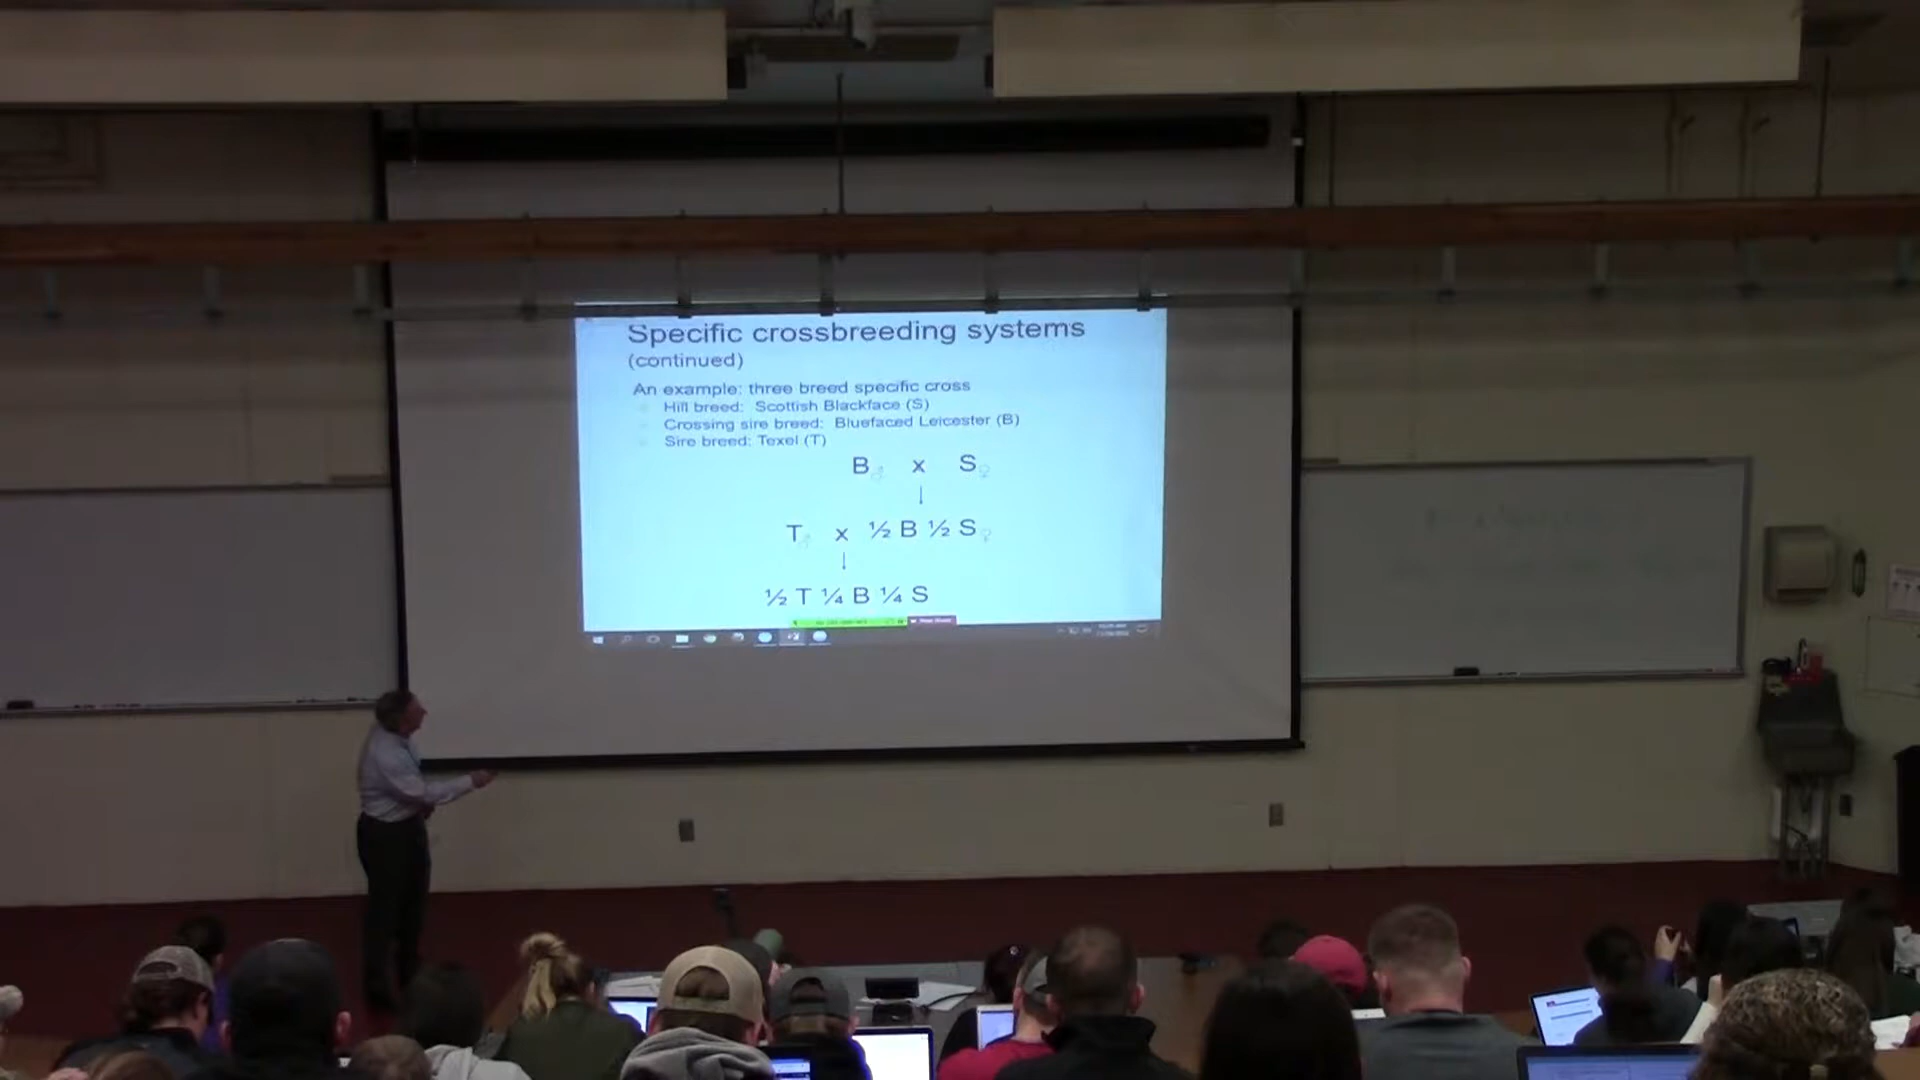 Specific crossbreeding systems
(continued)
An example: three breed specific cross
Hill breed: Scottish Blackface (S)
Crossing sire breed: Bluefaced Leicester (B)
Sire breed: Texel (T)
B♂ x S♀
↓
T♂ x ½ B ½ S♀
↓
½ T ¼ B ¼ S